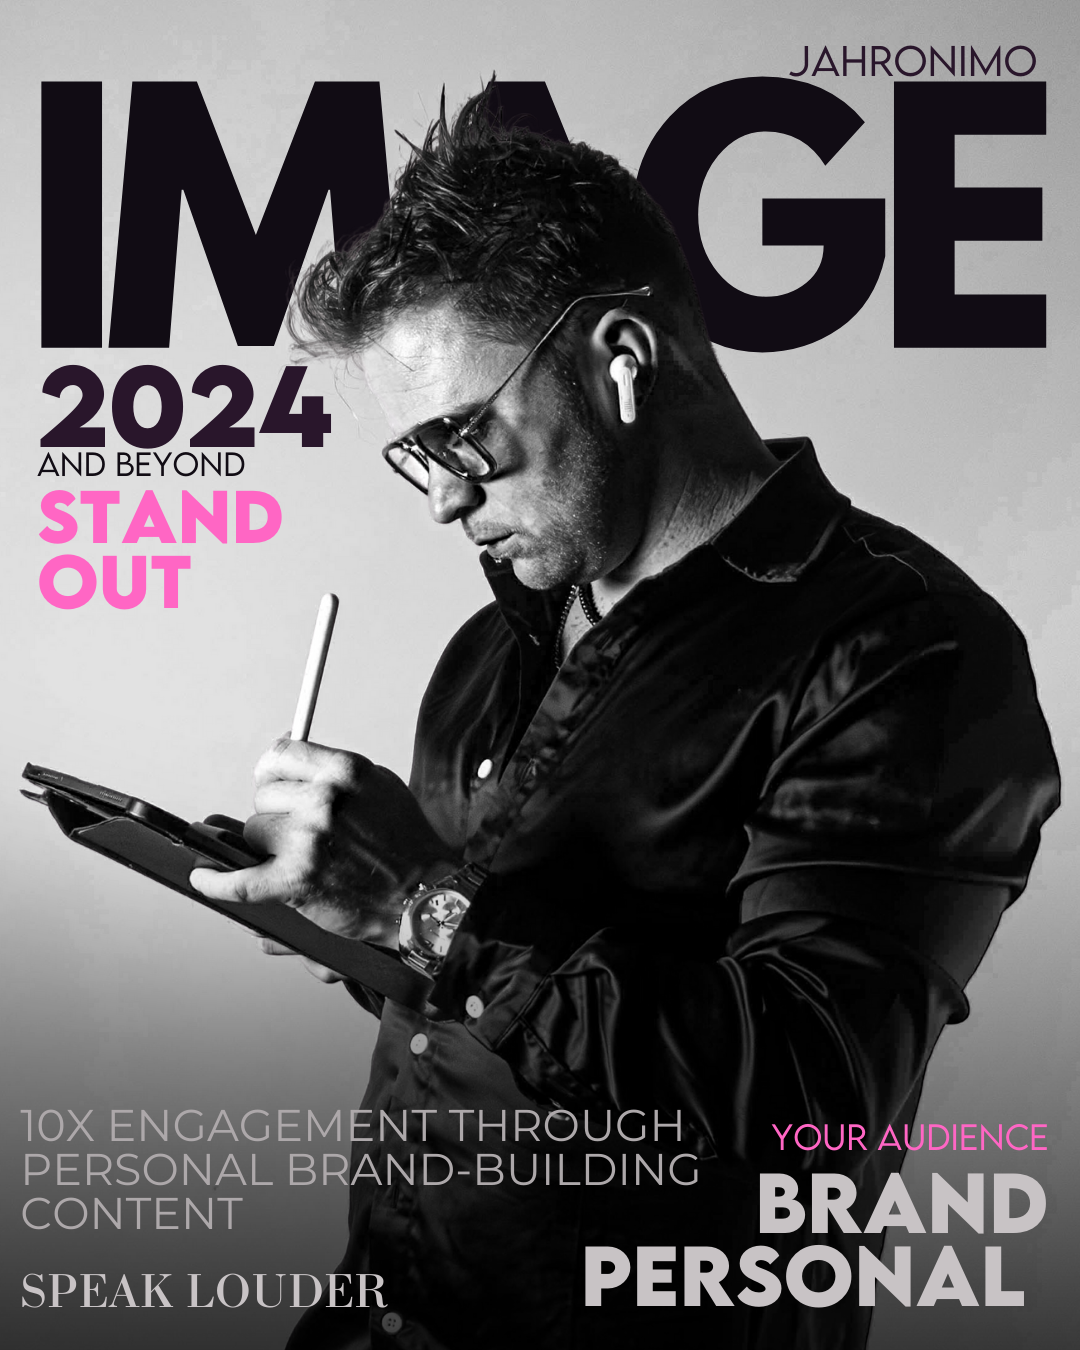 JAHRONIMO
IMAGE
2024
AND BEYOND
STAND
OUT
10X ENGAGEMENT THROUGH
PERSONAL BRAND-BUILDING
CONTENT
SPEAK LOUDER
YOUR AUDIENCE
BRAND
PERSONAL